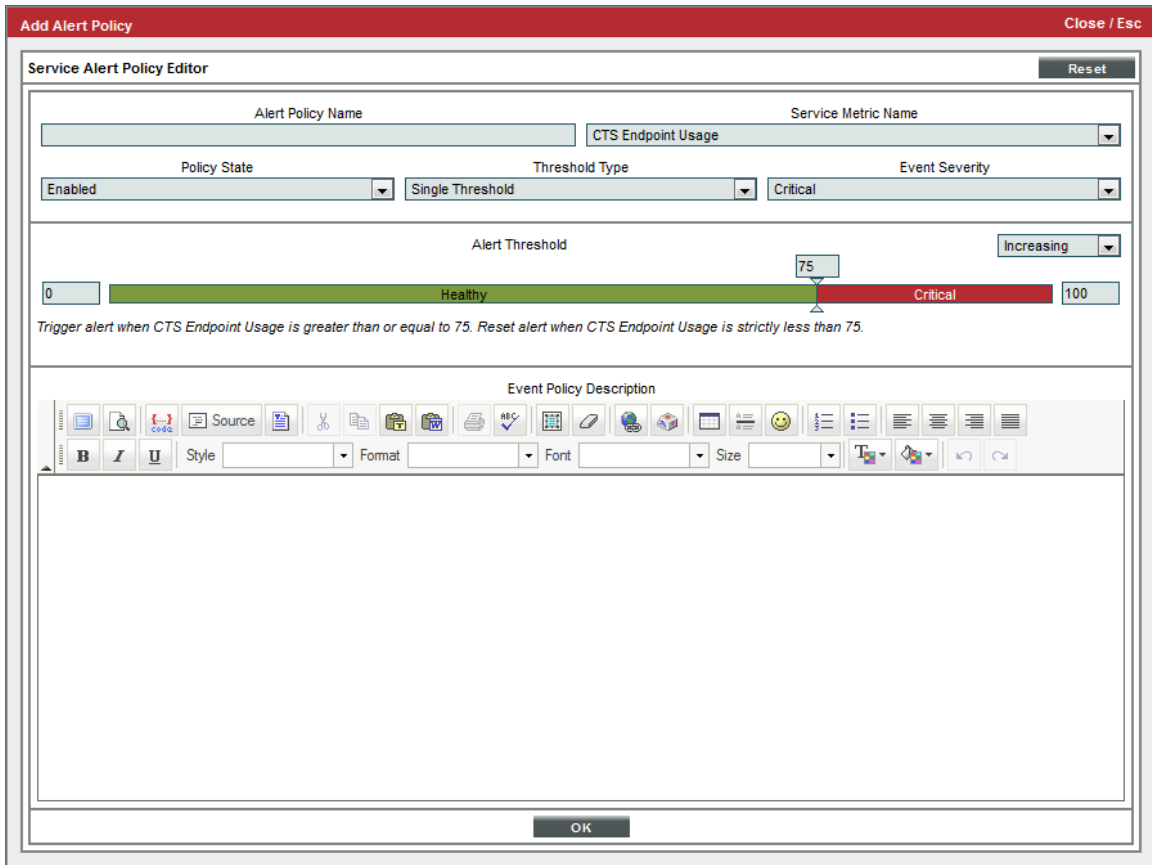 Add Alert Policy Close / Esc
Service Alert Policy Editor Reset
Alert Policy Name Service Metric Name
CTS Endpoint Usage
Policy State Threshold Type Event Severity
Enabled Single Threshold Critical
Alert Threshold Increasing
75
0 Healthy Critical 100
Trigger alert when CTS Endpoint Usage is greater than or equal to 75. Reset alert when CTS Endpoint Usage is strictly less than 75.
Event Policy Description
{...} code Source T W ABC
B I U Style Format Font Size T
OK